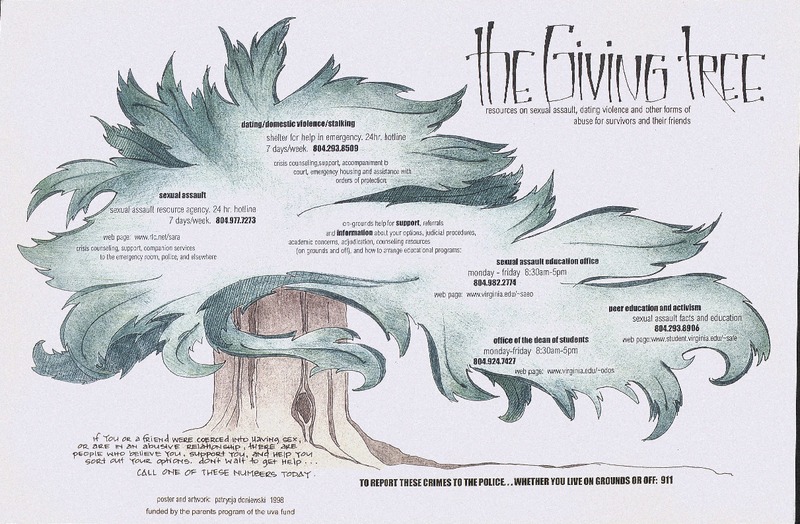 the Giving tree
resources on sexual assault, dating violence and other forms of
abuse for survivors and their friends
dating/domestic violence/stalking
shelter for help in emergency. 24hr. hotline
7 days/week. 804.293.8509
crisis counseling,support, accompaniment to
court, emergency housing and assistance with
orders of protection.
sexual assault
sexual assault resource agency. 24 hr. hotline
7 days/week. 804.977.7273
web page: www.rlc.net/sara
crisis counseling, support, companion services
to the emergency room, police, and elsewhere
on-grounds help for support, referrals
and information about your options, judicial procedures,
academic concerns, adjudication, counseling resources
(on grounds and off), and how to arrange educational programs:
sexual assault education office
monday - friday 8:30am-5pm
804.982.2774
web page: www.virginia.edu/~saeo
peer education and activism
sexual assault facts and education
804.293.6906
web page:www.student.virginia.edu/~safe
office of the dean of students
monday-friday 8:30am-5pm
804.924.7427
web page: www.virginia.edu/~odos
if you or a friend were coerced into having sex,
or are in an abusive relationship, there are
people who believe you, support you, and help you
sort out your options. don't wait to get help...
call one of these numbers today.
TO REPORT THESE CRIMES TO THE POLICE...WHETHER YOU LIVE ON GROUNDS OR OFF: 911
poster and artwork: patrycja doniewski 1998
funded by the parents program of the uva fund